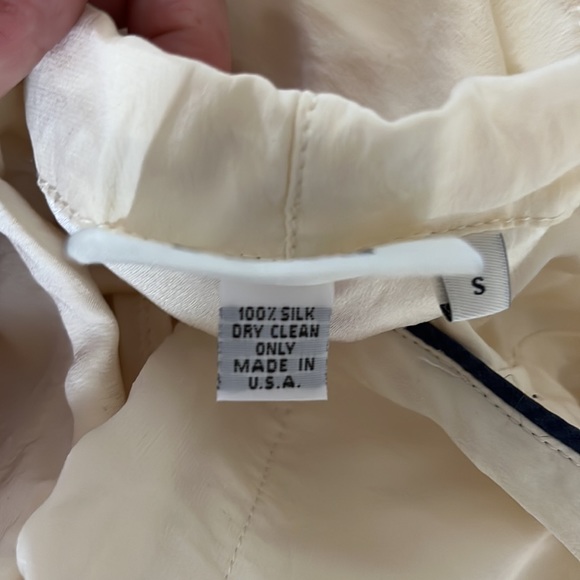 S
100% SILK
DRY CLEAN
ONLY
MADE IN
U.S.A.